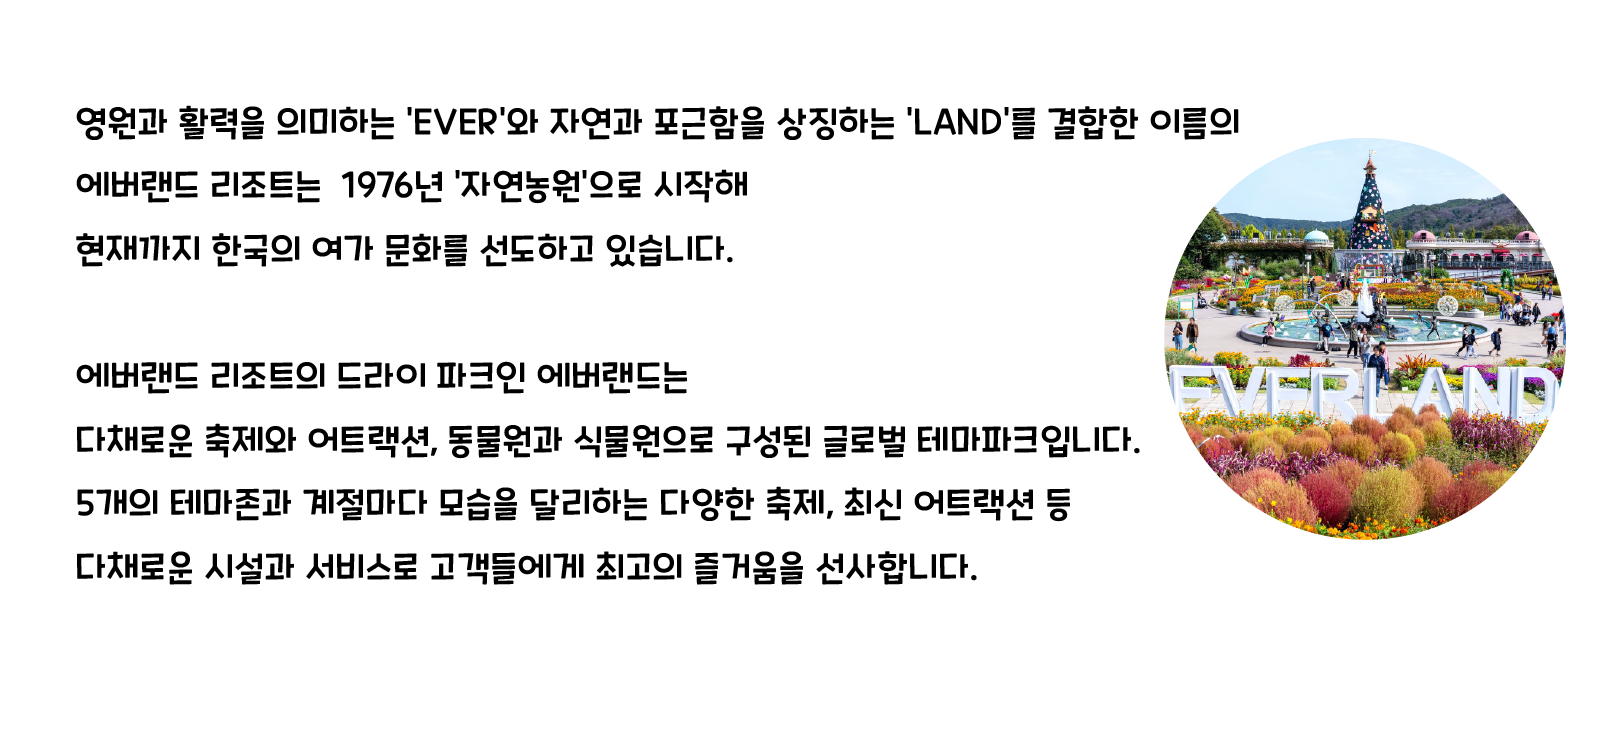 영원과 활력을 의미하는 'EVER'와 자연과 포근함을 상징하는 'LAND'를 결합한 이름의
에버랜드 리조트는  1976년 '자연농원'으로 시작해
현재까지 한국의 여가 문화를 선도하고 있습니다.
에버랜드 리조트의 드라이 파크인 에버랜드는
다채로운 축제와 어트랙션, 동물원과 식물원으로 구성된 글로벌 테마파크입니다.
5개의 테마존과 계절마다 모습을 달리하는 다양한 축제, 최신 어트랙션 등
다채로운 시설과 서비스로 고객들에게 최고의 즐거움을 선사합니다.
EVERLAND